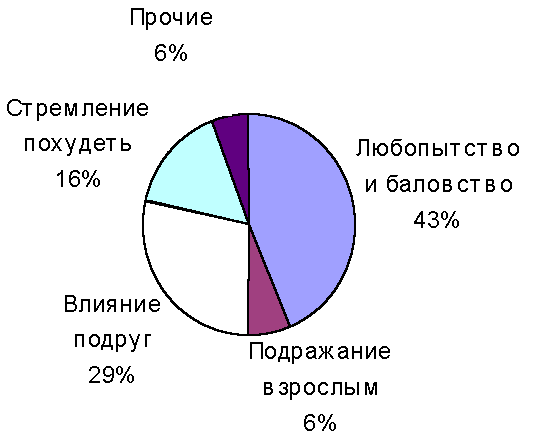 Прочие
6%
Стремление
похудеть
16%
Любопытство
и баловство
43%
Влияние
подруг
29%
Подражание
взрослым
6%